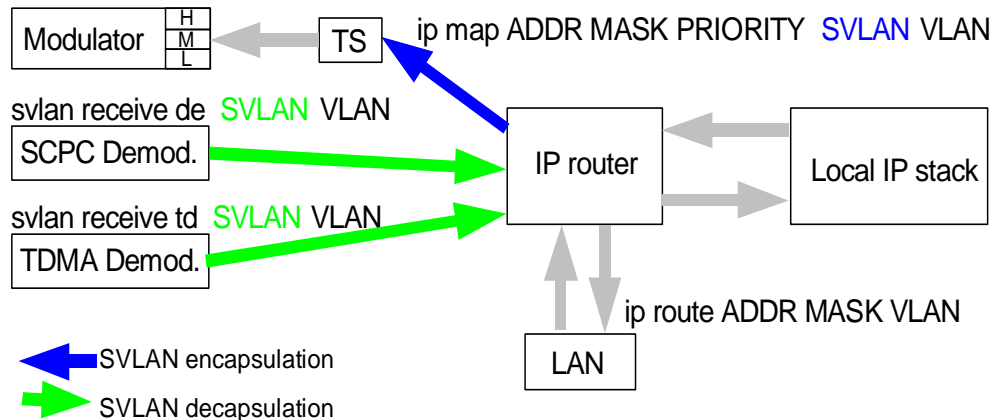 Modulator
H
M
L
TS
ip map ADDR MASK PRIORITY SVLAN VLAN
svlan receive de SVLAN VLAN
SCPC Demod.
IP router
Local IP stack
svlan receive td SVLAN VLAN
TDMA Demod.
ip route ADDR MASK VLAN
LAN
SVLAN encapsulation
SVLAN decapsulation